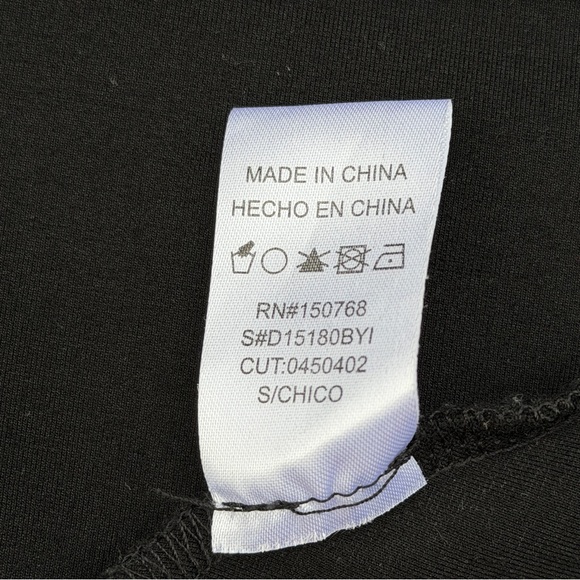 MADE IN CHINA
HECHO EN CHINA
RN#150768
S#D15180BYI
CUT:0450402
S/CHICO